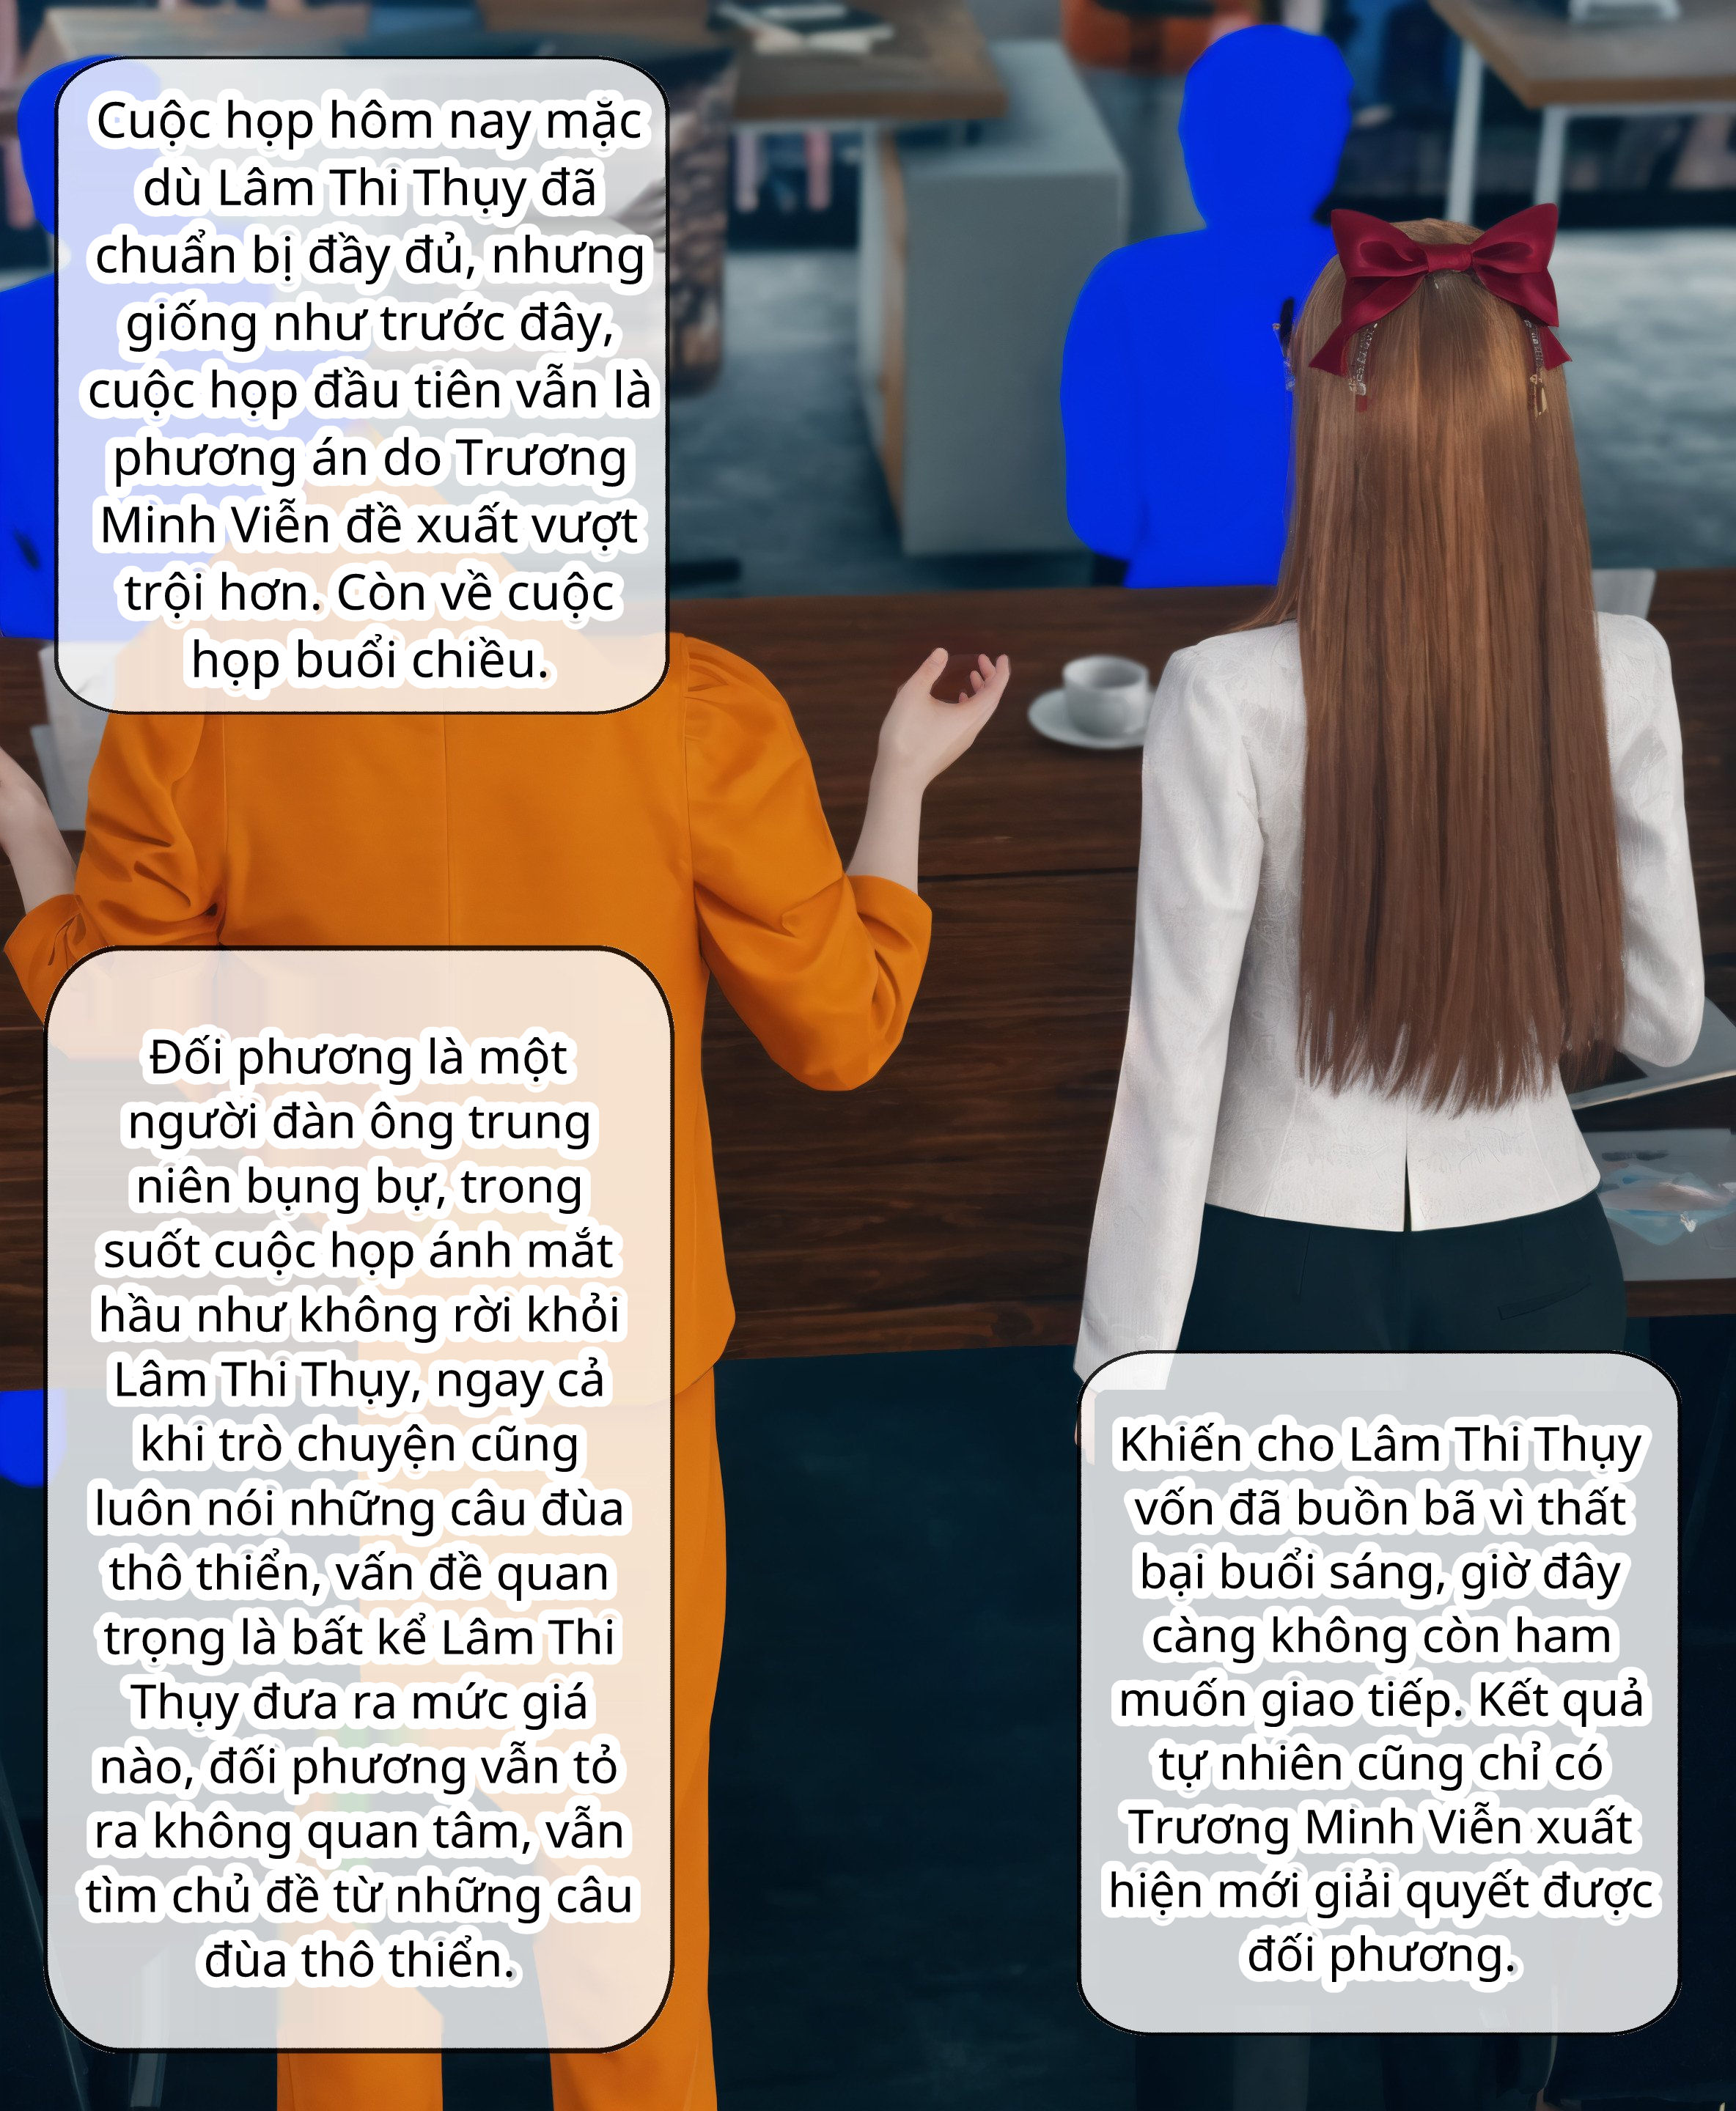 Cuộc họp hôm nay mặc
dù Lâm Thi Thụy đã
chuẩn bị đầy đủ, nhưng
giống như trước đây,
cuộc họp đầu tiên vẫn là
phương án do Trương
Minh Viễn đề xuất vượt
trội hơn. Còn về cuộc
họp buổi chiều.
Đối phương là một
người đàn ông trung
niên bụng bự, trong
suốt cuộc họp ánh mắt
hầu như không rời khỏi
Lâm Thi Thụy, ngay cả
khi trò chuyện cũng
luôn nói những câu đùa
thô thiển, vấn đề quan
trọng là bất kể Lâm Thi
Thụy đưa ra mức giá
nào, đối phương vẫn tỏ
ra không quan tâm, vẫn
tìm chủ đề từ những câu
đùa thô thiển.
Khiến cho Lâm Thi Thụy
vốn đã buồn bã vì thất
bại buổi sáng, giờ đây
càng không còn ham
muốn giao tiếp. Kết quả
tự nhiên cũng chỉ có
Trương Minh Viễn xuất
hiện mới giải quyết được
đối phương.